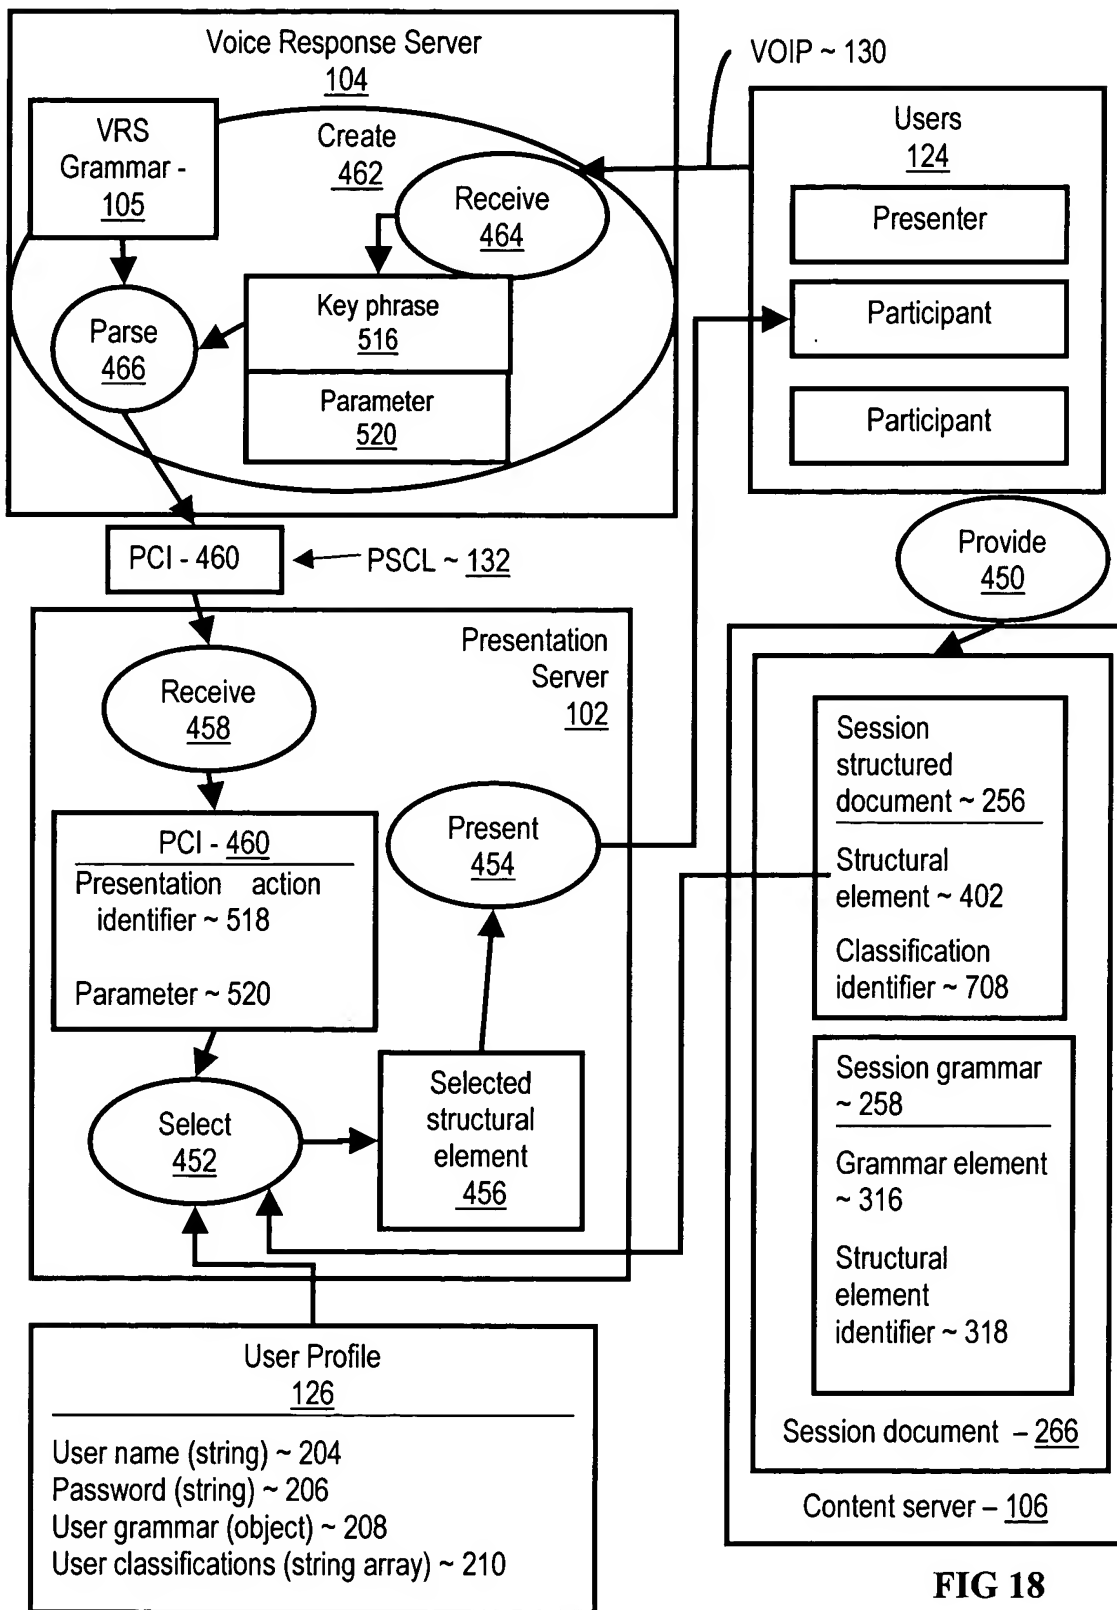 Voice Response Server
104
VRS
Grammar -
105
Create
462
Receive
464
Key phrase
516
Parameter
520
Parse
466
VOIP ~ 130
Users
124
Presenter
Participant
Participant
PCI - 460
PSCL ~ 132
Provide
450
Presentation
Server
102
Receive
458
PCI - 460
Presentation action
identifier ~ 518
Parameter ~ 520
Present
454
Select
452
Selected
structural
element
456
Session
structured
document ~ 256
Structural
element ~ 402
Classification
identifier ~ 708
Session grammar
~ 258
Grammar element
~ 316
Structural
element
identifier ~ 318
Session document – 266
Content server – 106
User Profile
126
User name (string) ~ 204
Password (string) ~ 206
User grammar (object) ~ 208
User classifications (string array) ~ 210
FIG 18